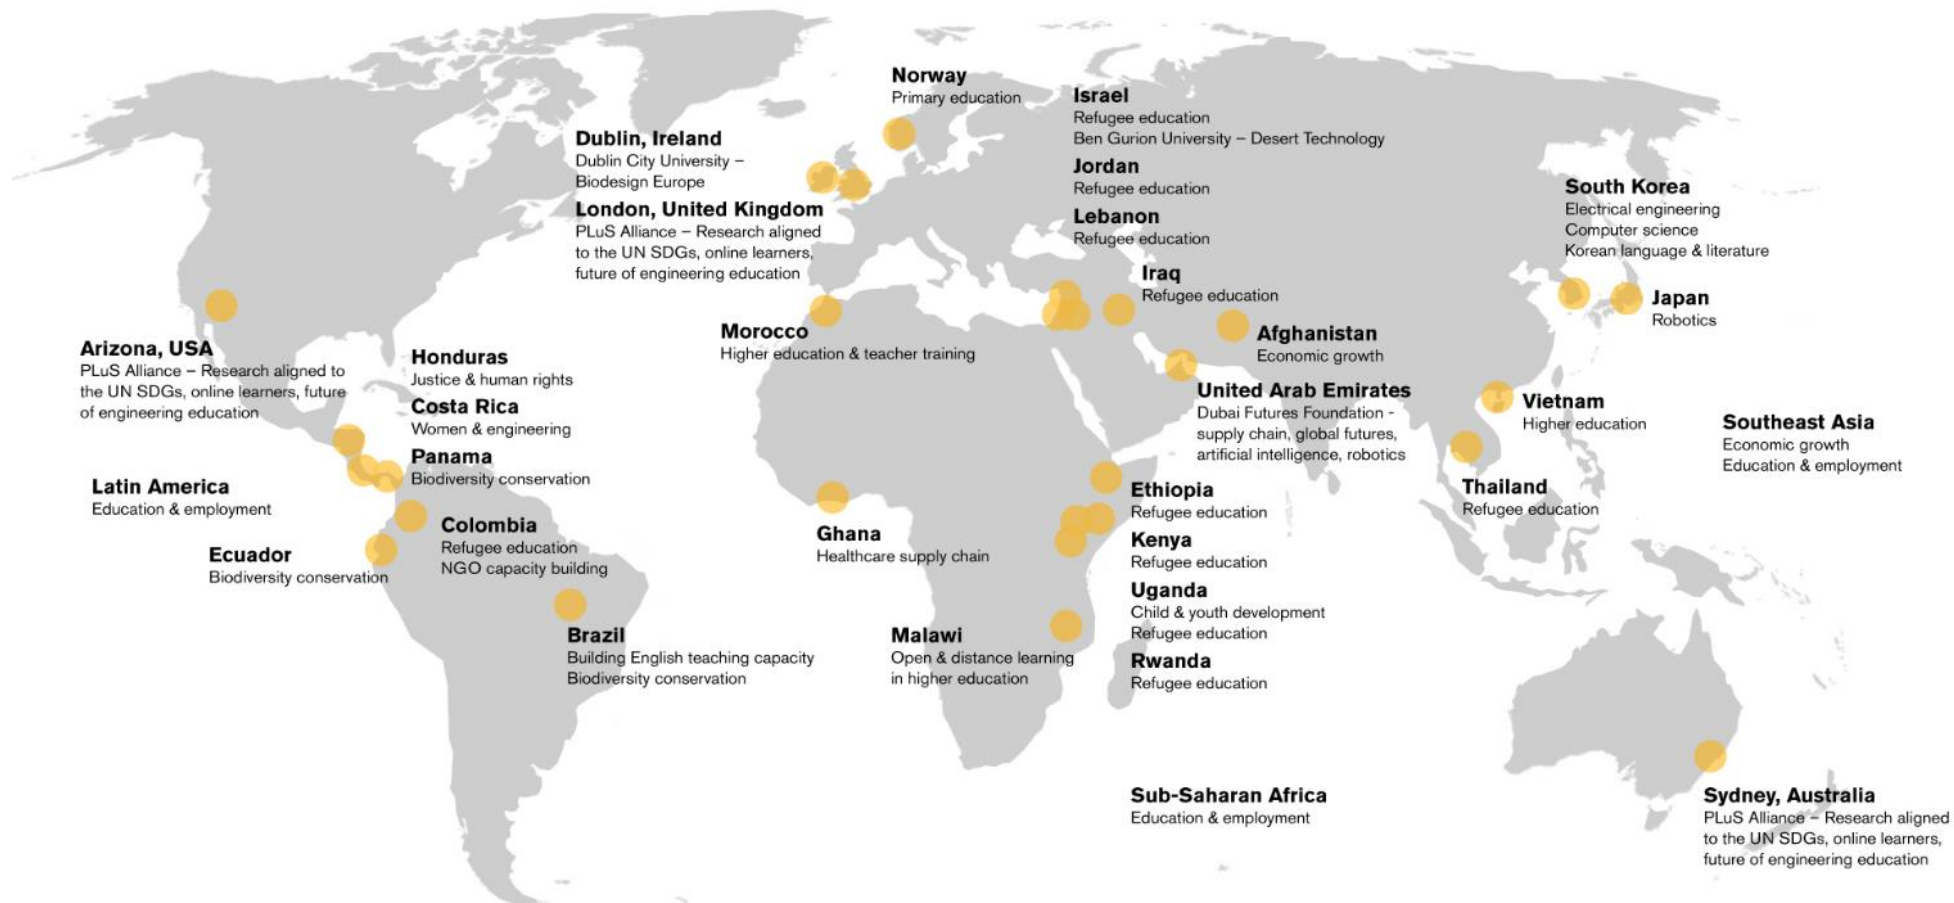 Norway
Primary education
Israel
Refugee education
Ben Gurion University – Desert Technology
Dublin, Ireland
Dublin City University –
Biodesign Europe
Jordan
Refugee education
South Korea
Electrical engineering
Computer science
Korean language & literature
London, United Kingdom
PLuS Alliance – Research aligned
to the UN SDGs, online learners,
future of engineering education
Lebanon
Refugee education
Iraq
Refugee education
Japan
Robotics
Morocco
Higher education & teacher training
Afghanistan
Economic growth
Arizona, USA
PLuS Alliance – Research aligned to
the UN SDGs, online learners, future
of engineering education
Honduras
Justice & human rights
Costa Rica
Women & engineering
Panama
Biodiversity conservation
United Arab Emirates
Dubai Futures Foundation -
supply chain, global futures,
artificial intelligence, robotics
Vietnam
Higher education
Southeast Asia
Economic growth
Education & employment
Latin America
Education & employment
Thailand
Refugee education
Ethiopia
Refugee education
Colombia
Refugee education
NGO capacity building
Ghana
Healthcare supply chain
Kenya
Refugee education
Ecuador
Biodiversity conservation
Uganda
Child & youth development
Refugee education
Brazil
Building English teaching capacity
Biodiversity conservation
Malawi
Open & distance learning
in higher education
Rwanda
Refugee education
Sub-Saharan Africa
Education & employment
Sydney, Australia
PLuS Alliance – Research aligned
to the UN SDGs, online learners,
future of engineering education